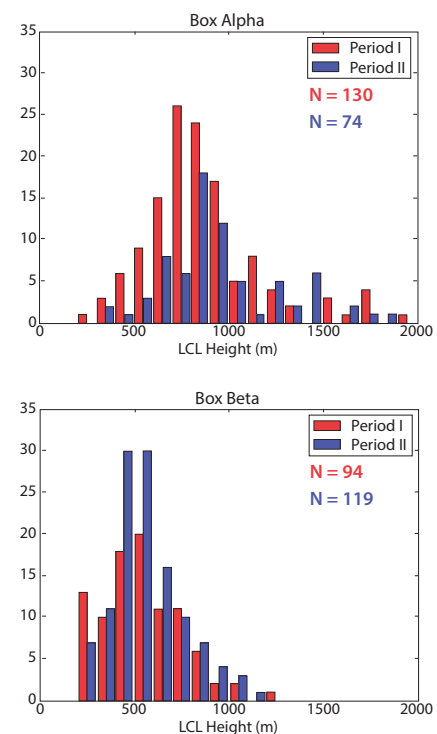 Box Alpha
35
30
25
20
15
10
5
0
Period I
Period II
N = 130
N = 74
0 500 1000 1500 2000
LCL Height (m)
Box Beta
35
30
25
20
15
10
5
0
Period I
Period II
N = 94
N = 119
0 500 1000 1500 2000
LCL Height (m)